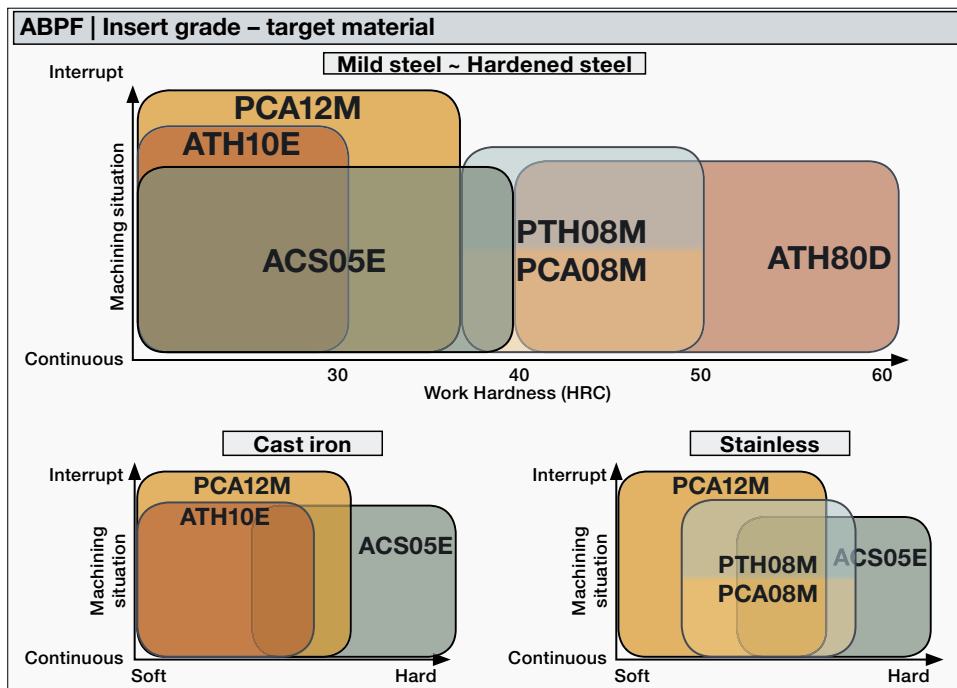 ABPF | Insert grade – target material
Mild steel ~ Hardened steel
Interrupt
Machining situation
Continuous
PCA12M
ATH10E
ACS05E
PTH08M
PCA08M
ATH80D
30
40
50
60
Work Hardness (HRC)
Cast iron
Interrupt
Machining
situation
Continuous
PCA12M
ATH10E
ACS05E
Soft
Hard
Stainless
Interrupt
Machining
situation
Continuous
PCA12M
PTH08M
PCA08M
ACS05E
Soft
Hard